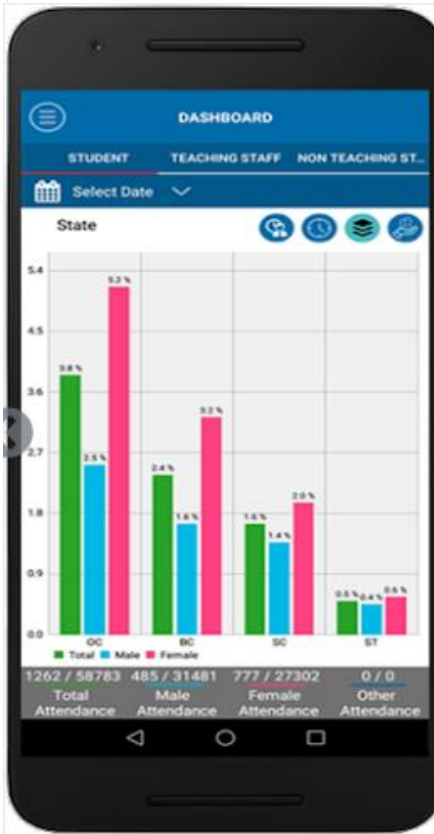 DASHBOARD
STUDENT TEACHING STAFF NON TEACHING ST...
Select Date
State
5.4
5.2 %
4.5
3.8 %
3.6
3.2 %
2.7
2.5 %
2.4 %
2.0 %
1.8
1.6 %
1.6 %
1.4 %
0.9
0.5 % 0.4 % 0.6 %
0.0
OC BC SC ST
Total Male Female
1262 / 58783 485 / 31481 777 / 27302 0 / 0
Total Male Female Other
Attendance Attendance Attendance Attendance